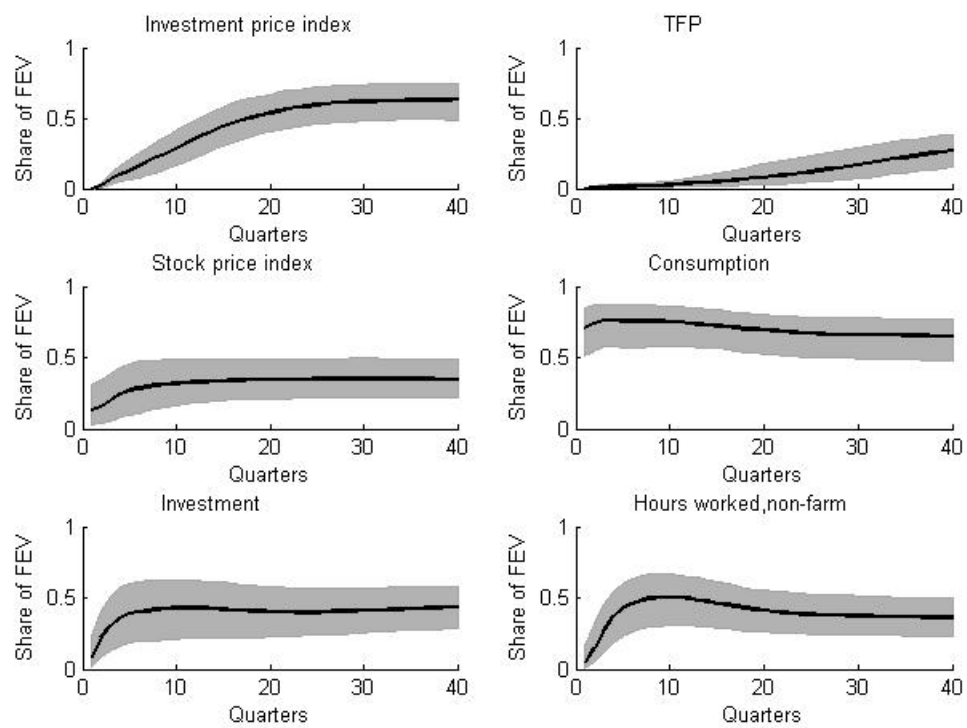 Investment price index
Share of FEV
1
0.5
0
0 10 20 30 40
Quarters
TFP
Share of FEV
1
0.5
0
0 10 20 30 40
Quarters
Stock price index
Share of FEV
1
0.5
0
0 10 20 30 40
Quarters
Consumption
Share of FEV
1
0.5
0
0 10 20 30 40
Quarters
Investment
Share of FEV
1
0.5
0
0 10 20 30 40
Quarters
Hours worked,non-farm
Share of FEV
1
0.5
0
0 10 20 30 40
Quarters